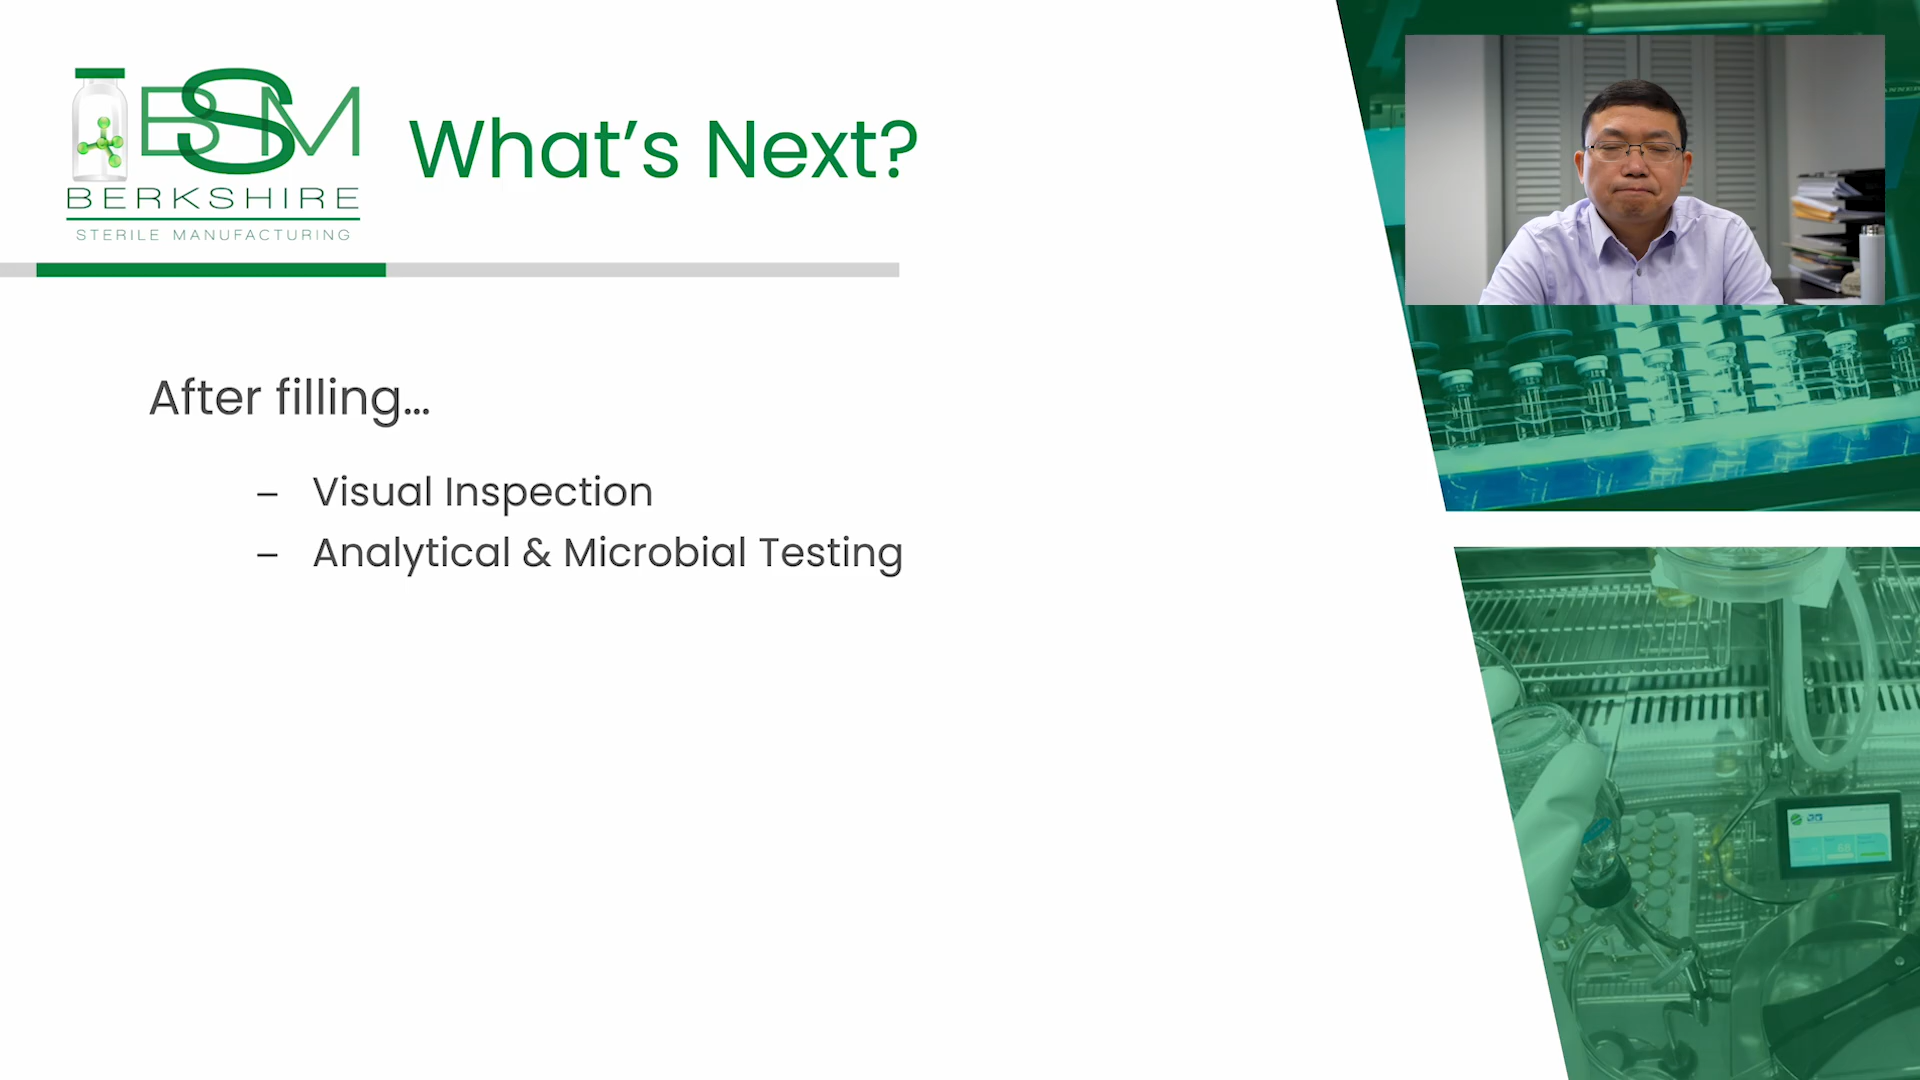 BSM
BERKSHIRE
STERILE MANUFACTURING
What’s Next?
After filling...
– Visual Inspection
– Analytical & Microbial Testing